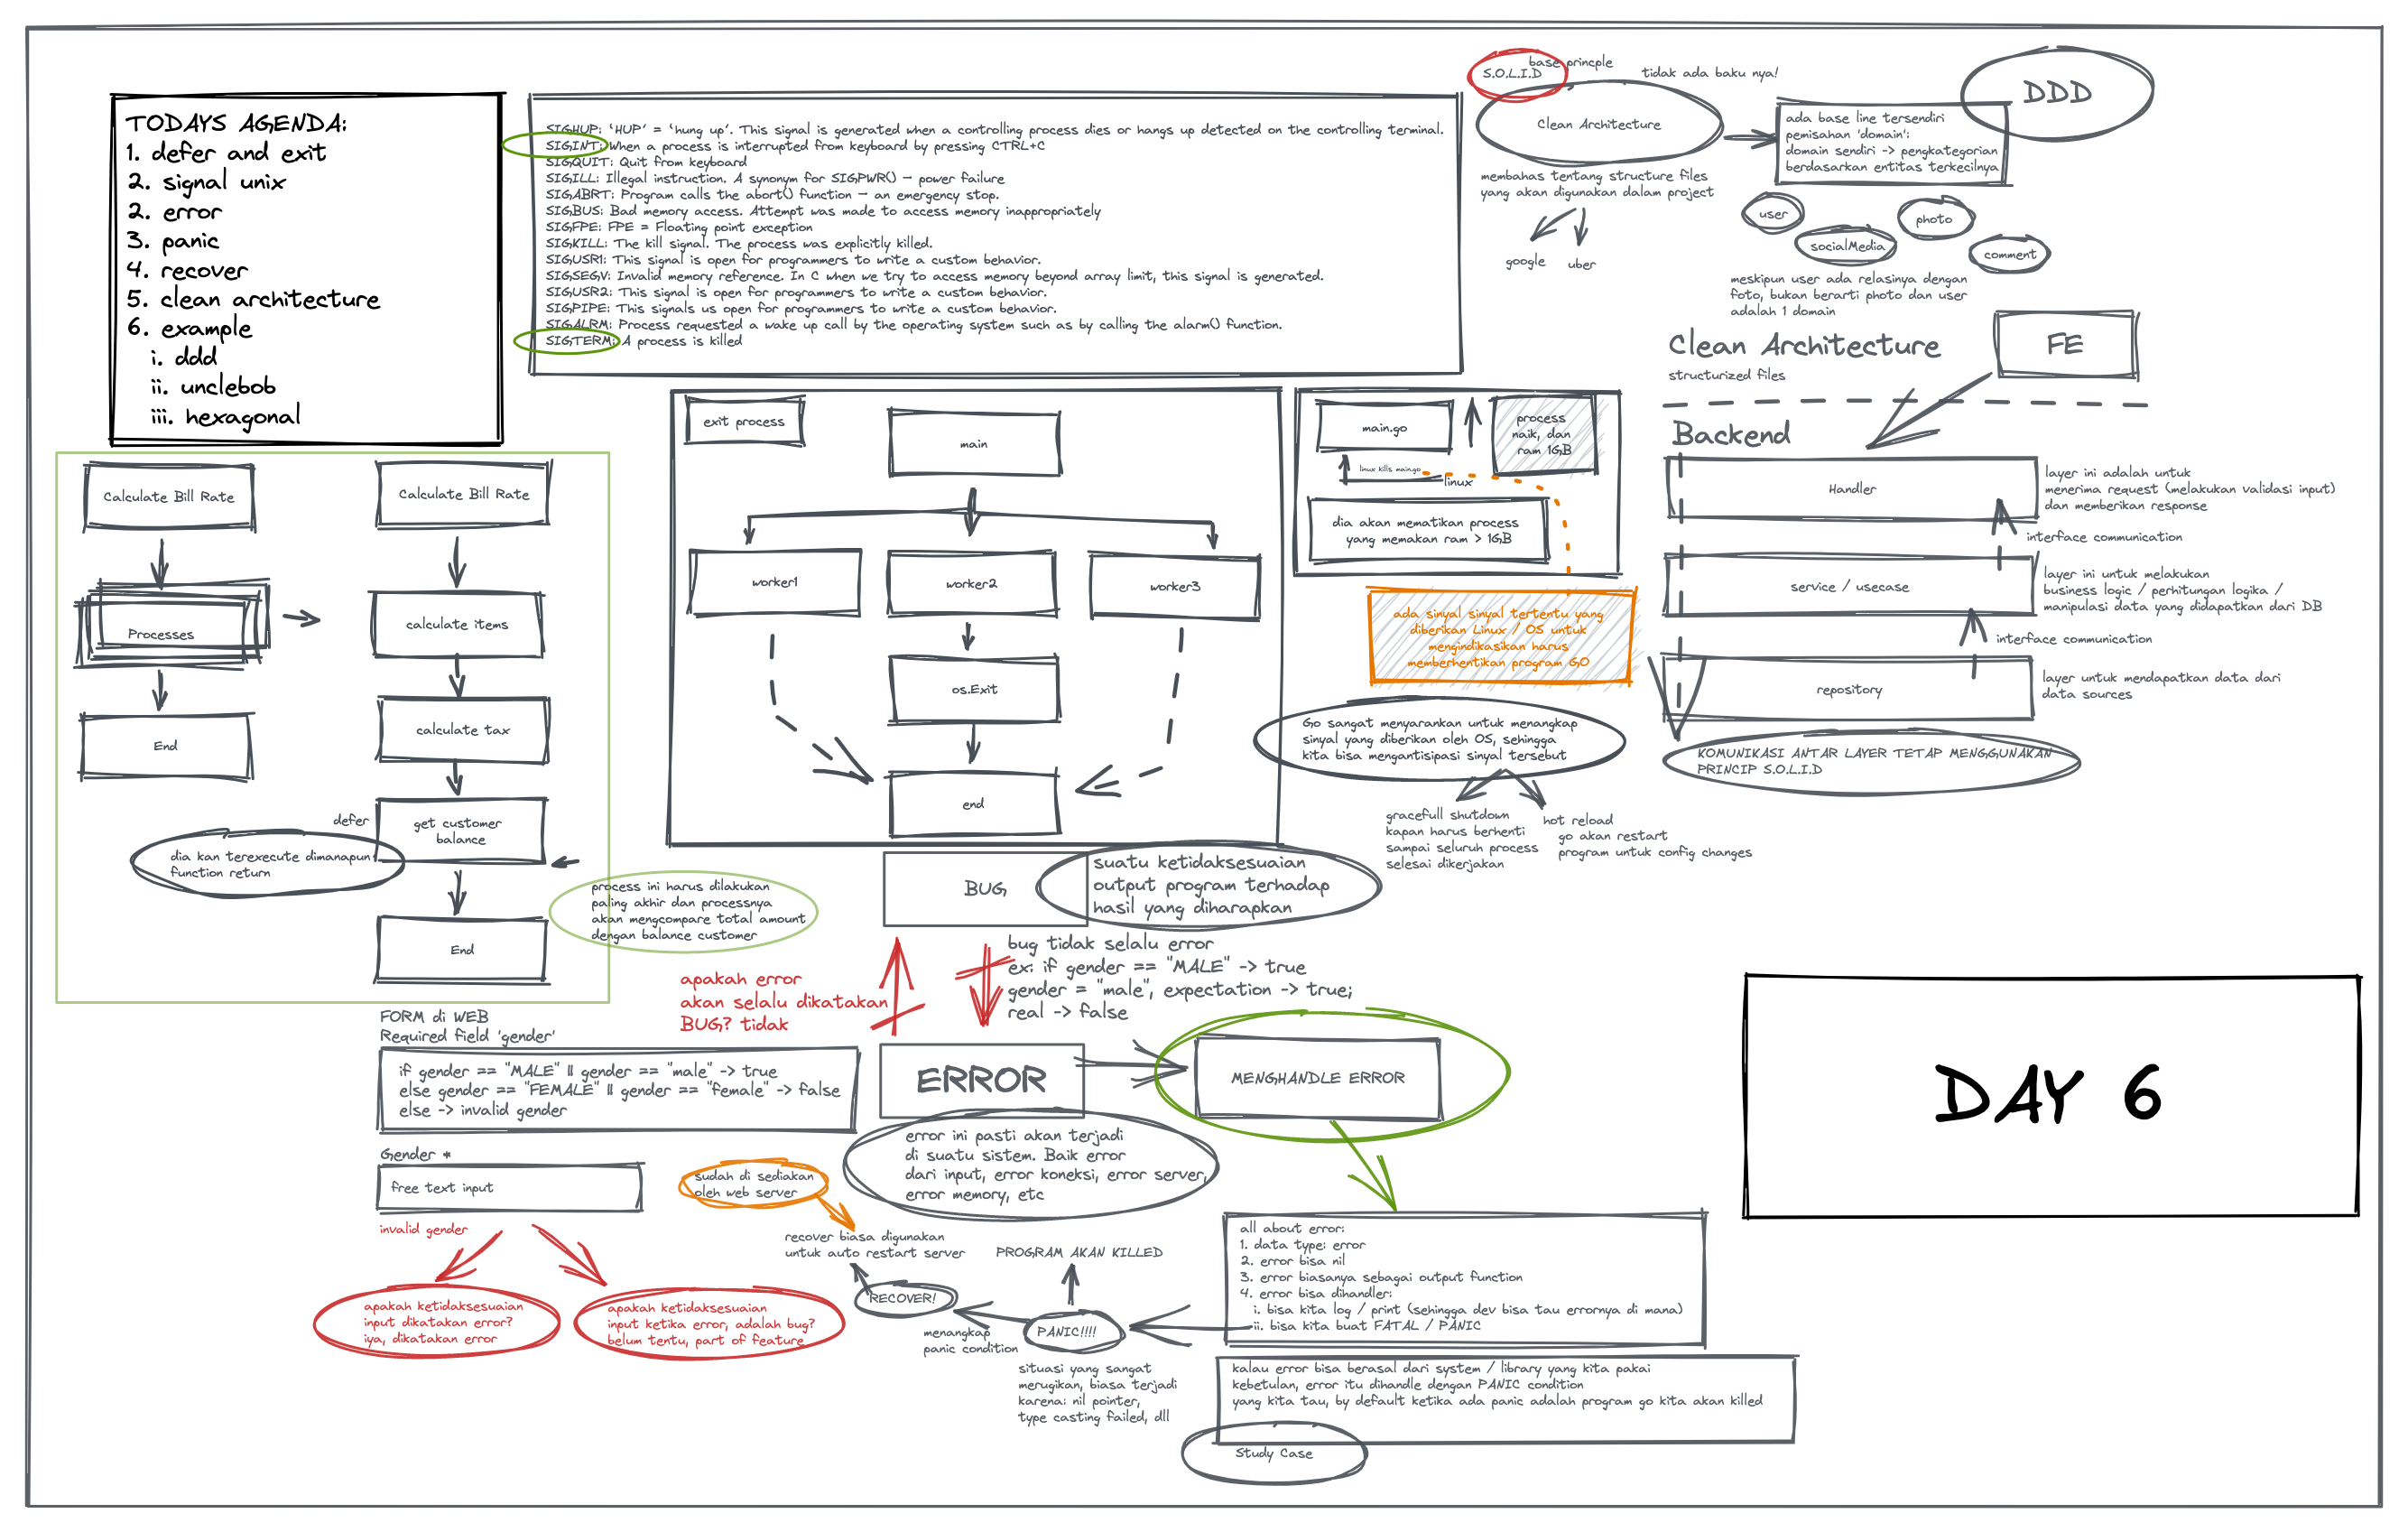 TODAYS AGENDA:
1. defer and exit
2. signal unix
2. error
3. panic
4. recover
5. clean architecture
6. example
i. ddd
ii. unclebob
iii. hexagonal
SIGHUP: 'HUP' = 'hung up'. This signal is generated when a controlling process dies or hangs up detected on the controlling terminal.
SIGINT: When a process is interrupted from keyboard by pressing CTRL+C
SIGQUIT: Quit from keyboard
SIGILL: Illegal instruction. A synonym for SIGPWR() – power failure
SIGABRT: Program calls the abort() function – an emergency stop.
SIGBUS: Bad memory access. Attempt was made to access memory inappropriately
SIGFPE: FPE = Floating point exception
SIGKILL: The kill signal. The process was explicitly killed.
SIGUSR1: This signal is open for programmers to write a custom behavior.
SIGSEGV: Invalid memory reference. In C when we try to access memory beyond array limit, this signal is generated.
SIGUSR2: This signal is open for programmers to write a custom behavior.
SIGPIPE: This signals us open for programmers to write a custom behavior.
SIGALRM: Process requested a wake up call by the operating system such as by calling the alarm() function.
SIGTERM: A process is killed
S.O.L.I.D
base princple
tidak ada baku nya!
Clean Architecture
membahas tentang structure files
yang akan digunakan dalam project
google
uber
DDD
ada base line tersendiri
pemisahan 'domain':
domain sendiri -> pengkategorian
berdasarkan entitas terkecilnya
user
photo
socialMedia
comment
meskipun user ada relasinya dengan
foto, bukan berarti photo dan user
adalah 1 domain
Clean Architecture
structurized files
FE
Backend
Handler
layer ini adalah untuk
menerima request (melakukan validasi input)
dan memberikan response
interface communication
service / usecase
layer ini untuk melakukan
business logic / perhitungan logika /
manipulasi data yang didapatkan dari DB
interface communication
repository
layer untuk mendapatkan data dari
data sources
KOMUNIKASI ANTAR LAYER TETAP MENGGUNAKAN
PRINCIP S.O.L.I.D
Calculate Bill Rate
Processes
End
Calculate Bill Rate
calculate items
calculate tax
defer
get customer
balance
End
dia kan terexecute dimanapun
function return
process ini harus dilakukan
paling akhir dan processnya
akan mengcompare total amount
dengan balance customer
exit process
main
worker1
worker2
worker3
os.Exit
end
main.go
process
naik, dan
ram 1GB
linux kills main.go
linux
dia akan mematikan process
yang memakan ram > 1GB
ada sinyal sinyal tertentu yang
diberikan Linux / OS untuk
mengindikasikan harus
memberhentikan program GO
Go sangat menyarankan untuk menangkap
sinyal yang diberikan oleh OS, sehingga
kita bisa mengantisipasi sinyal tersebut
gracefull shutdown
kapan harus berhenti
sampai seluruh process
selesai dikerjakan
hot reload
go akan restart
program untuk config changes
BUG
suatu ketidaksesuaian
output program terhadap
hasil yang diharapkan
apakah error
akan selalu dikatakan
BUG? tidak
bug tidak selalu error
ex: if gender == "MALE" -> true
gender = "male", expectation -> true;
real -> false
FORM di WEB
Required field 'gender'
if gender == "MALE" || gender == "male" -> true
else gender == "FEMALE" || gender == "female" -> false
else -> invalid gender
Gender *
free text input
invalid gender
apakah ketidaksesuaian
input dikatakan error?
iya, dikatakan error
apakah ketidaksesuaian
input ketika error, adalah bug?
belum tentu, part of feature
ERROR
MENGHANDLE ERROR
error ini pasti akan terjadi
di suatu sistem. Baik error
dari input, error koneksi, error server,
error memory, etc
sudah di sediakan
oleh web server
recover biasa digunakan
untuk auto restart server
PROGRAM AKAN KILLED
RECOVER!
menangkap
panic condition
PANIC!!!!
situasi yang sangat
merugikan, biasa terjadi
karena: nil pointer,
type casting failed, dll
all about error:
1. data type: error
2. error bisa nil
3. error biasanya sebagai output function
4. error bisa dihandler:
i. bisa kita log / print (sehingga dev bisa tau errornya di mana)
ii. bisa kita buat FATAL / PANIC
kalau error bisa berasal dari system / library yang kita pakai
kebetulan, error itu dihandle dengan PANIC condition
yang kita tau, by default ketika ada panic adalah program go kita akan killed
Study Case
DAY 6